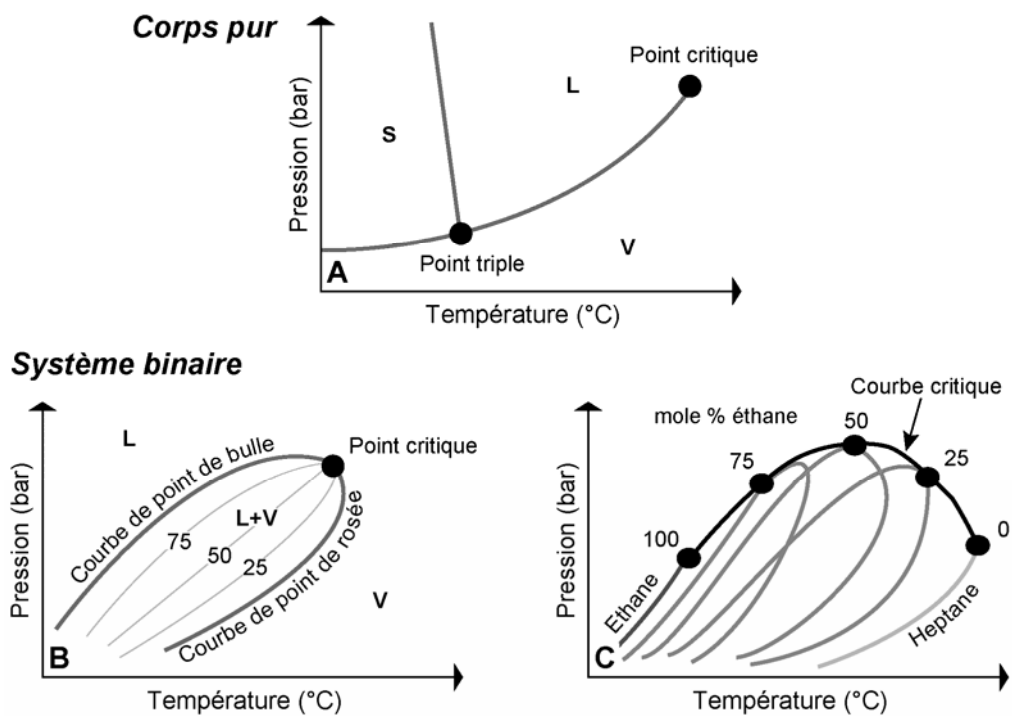 Corps pur
Pression (bar)
Point critique
L
S
V
Point triple
A
Température (°C)
Système binaire
Pression (bar)
L
Point critique
Courbe de point de bulle
L+V
75
50
25
Courbe de point de rosée
V
B
Température (°C)
Pression (bar)
Courbe critique
mole % éthane
50
75
25
100
0
Ethane
Heptane
C
Température (°C)